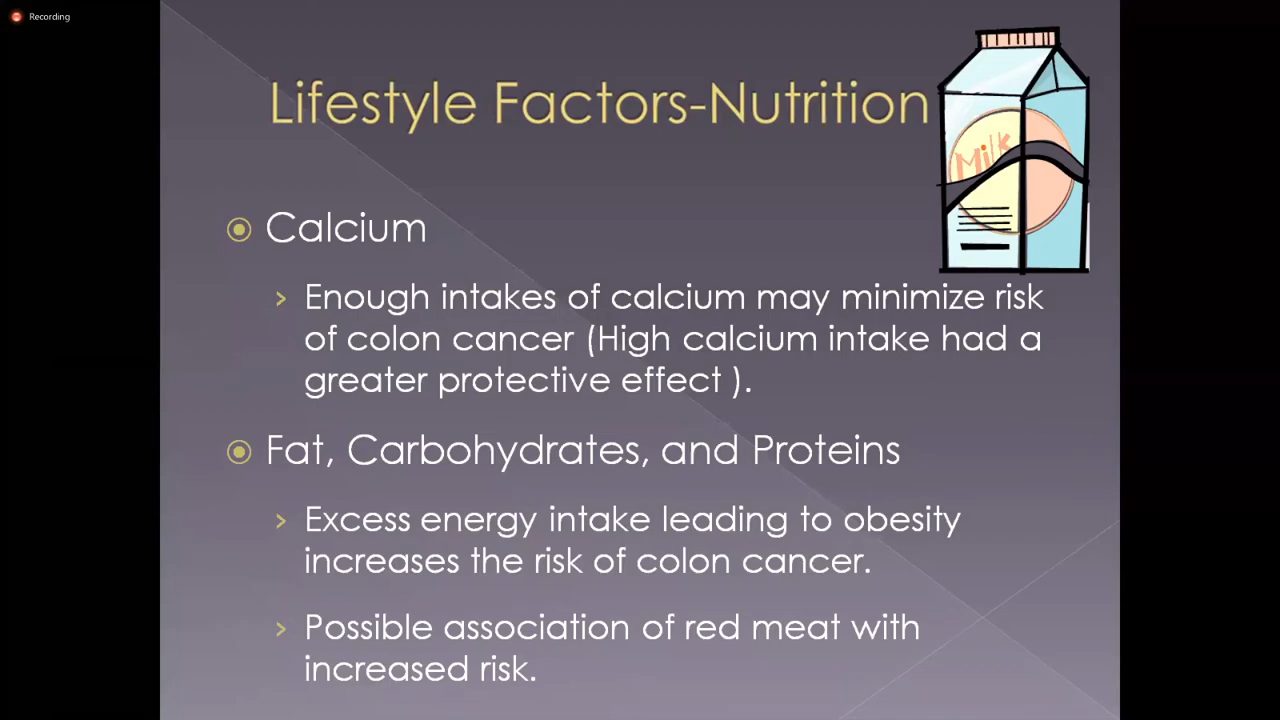 Recording
Lifestyle Factors-Nutrition
Milk
Calcium
Enough intakes of calcium may minimize risk
of colon cancer (High calcium intake had a
greater protective effect ).
Fat, Carbohydrates, and Proteins
Excess energy intake leading to obesity
increases the risk of colon cancer.
Possible association of red meat with
increased risk.